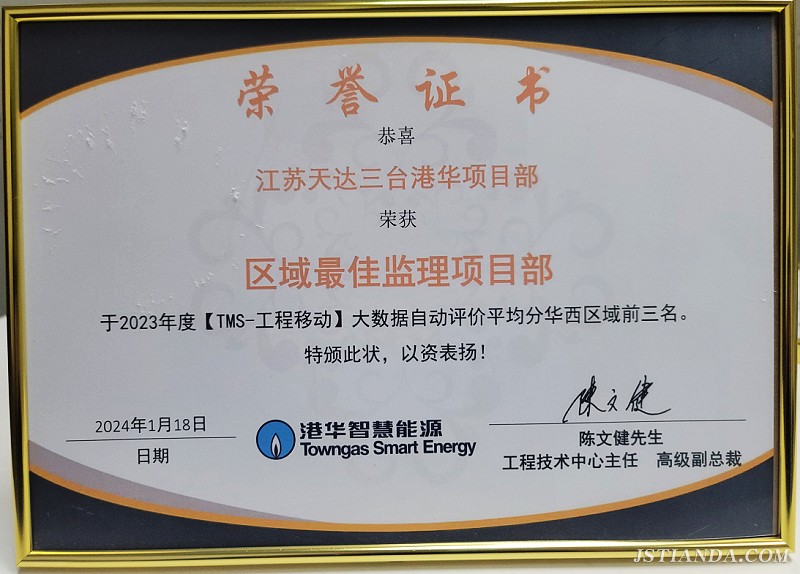 荣誉证书
恭喜
江苏天达三台港华项目部
荣获
区域最佳监理项目部
于2023年度【TMS-工程移动】大数据自动评价平均分华西区域前三名。
特颁此状，以资表扬！
陳文健
2024年1月18日
日期
港华智慧能源
Towngas Smart Energy
陈文健先生
工程技术中心主任 高级副总裁
JSTIANDA.COM